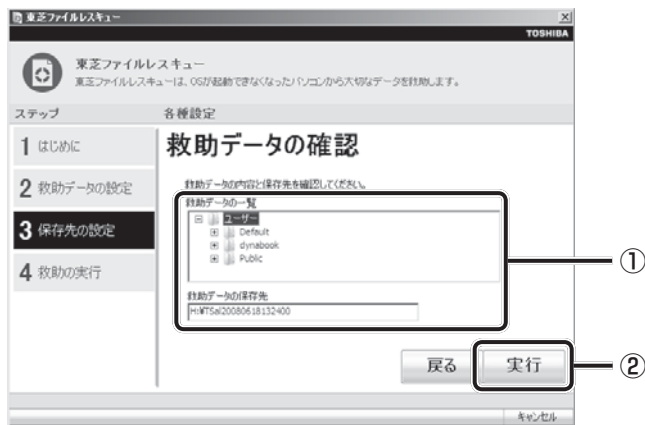 東芝ファイルレスキュー
TOSHIBA
東芝ファイルレスキュー
東芝ファイルレスキューは、OSが起動できなくなったパソコンから大切なデータを救助します。
ステップ
各種設定
1 はじめに
2 救助データの設定
3 保存先の設定
4 救助の実行
救助データの確認
救助データの内容と保存先を確認してください。
救助データの一覧
ユーザー
Default
dynabook
Public
①
救助データの保存先
H:¥TSal20080618132400
戻る
実行
②
キャンセル